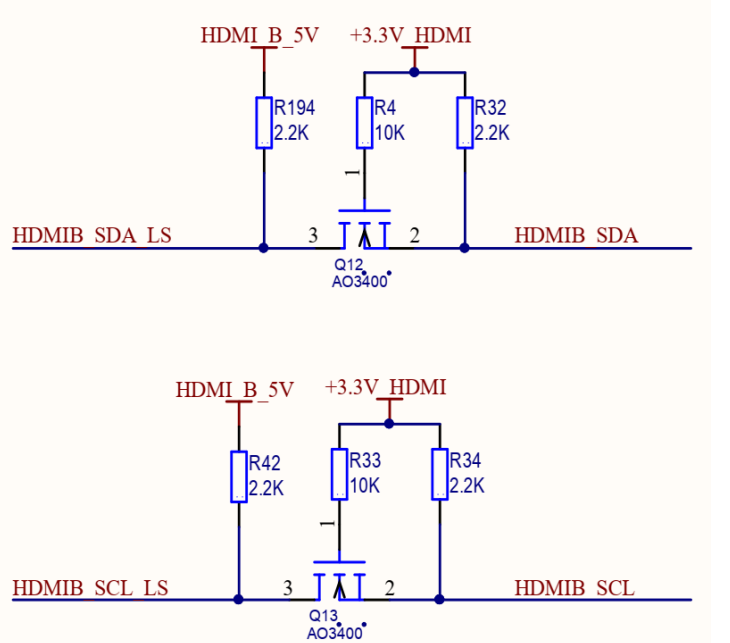 HDMI_B_5V
+3.3V_HDMI
R194
2.2K
R4
10K
R32
2.2K
1
HDMIB_SDA_LS
3
2
HDMIB_SDA
Q12
AO3400
HDMI_B_5V
+3.3V_HDMI
R42
2.2K
R33
10K
R34
2.2K
1
HDMIB_SCL_LS
3
2
HDMIB_SCL
Q13
AO3400